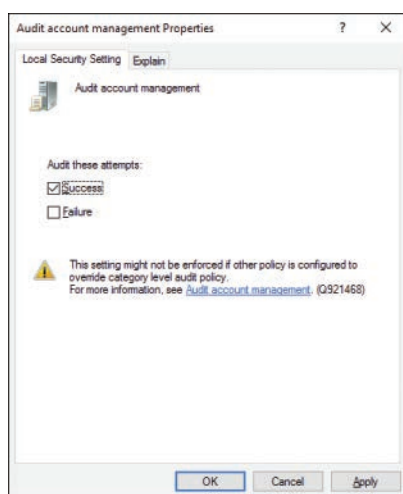 Audit account management Properties ? X
Local Security Setting Explain
Audit account management
Audit these attempts:
Success
Failure
This setting might not be enforced if other policy is configured to
override category level audit policy.
For more information, see Audit account management. (Q921468)
OK Cancel Apply